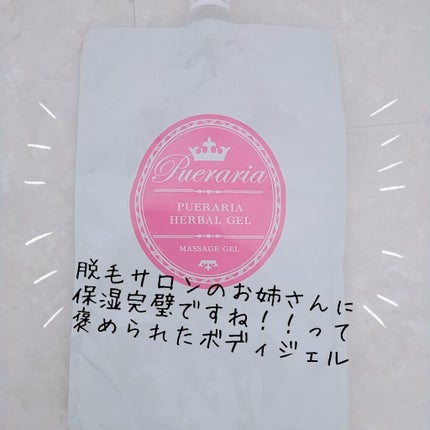 Pueraria
PUERARIA
HERBAL GEL
MASSAGE GEL
脱毛サロンのお姉さんに
保湿完璧ですね!!って
褒められたボディジェル